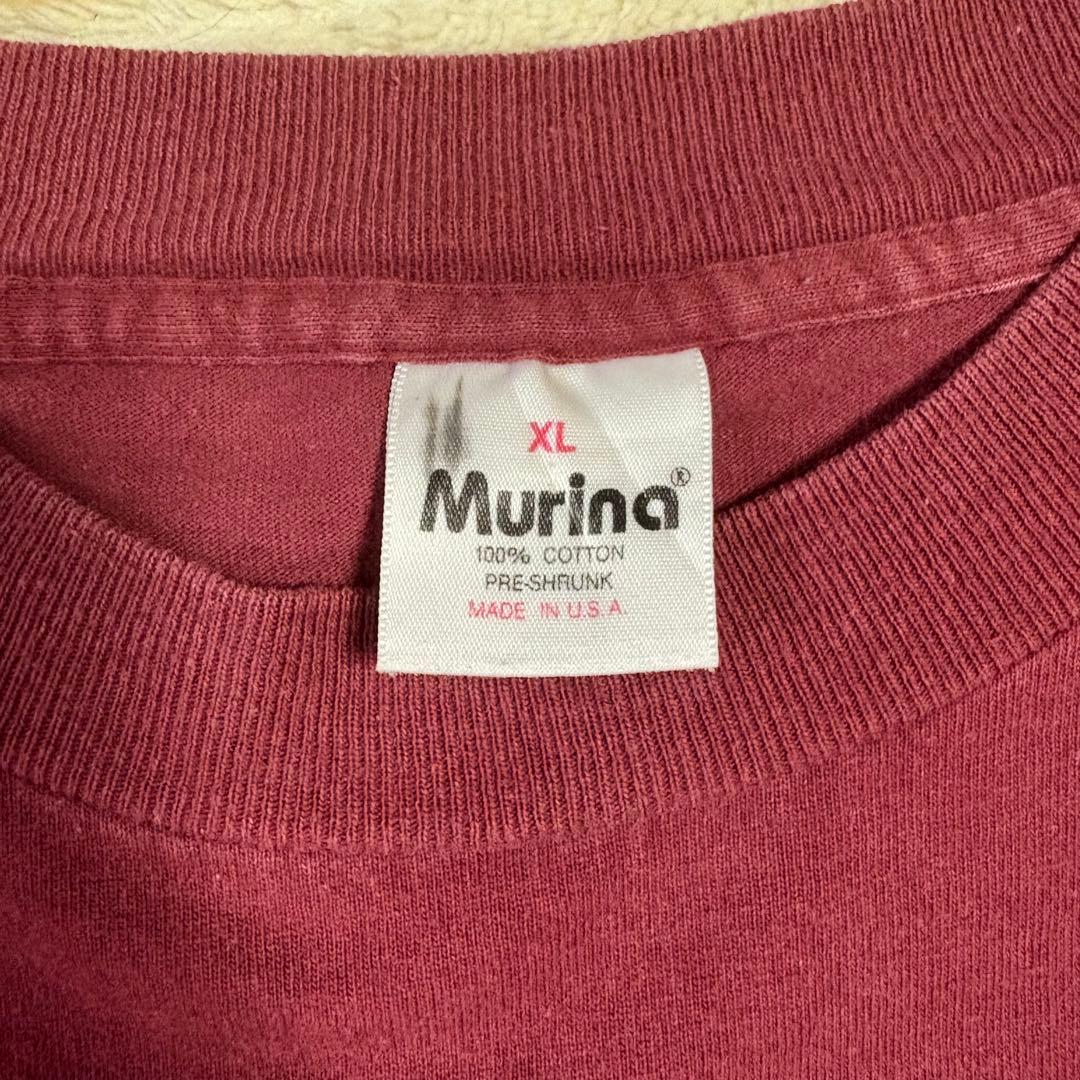 XL
Murina®
100% COTTON
PRE-SHRUNK
MADE IN U.S.A